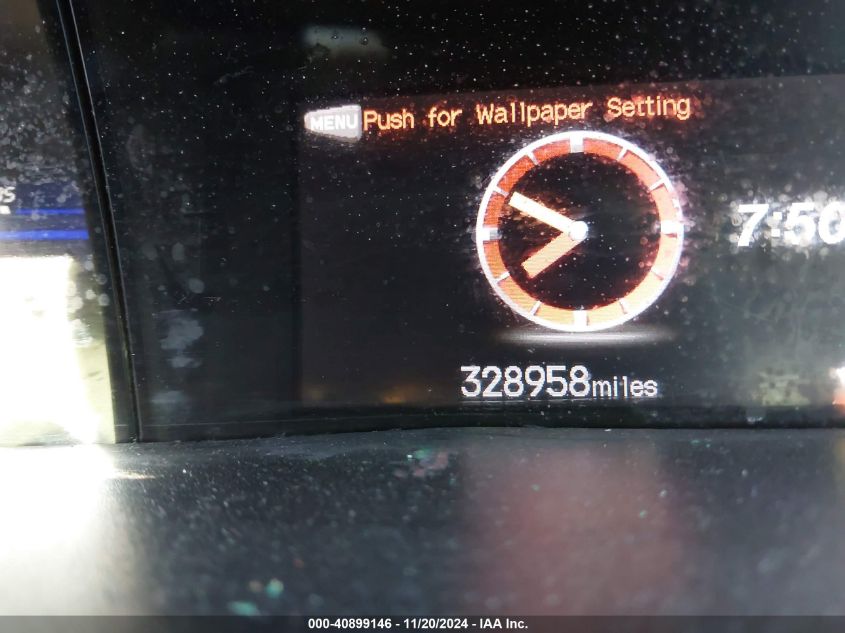 MENU Push for Wallpaper Setting
7:50
328958miles
000-40899146 - 11/20/2024 - IAA Inc.